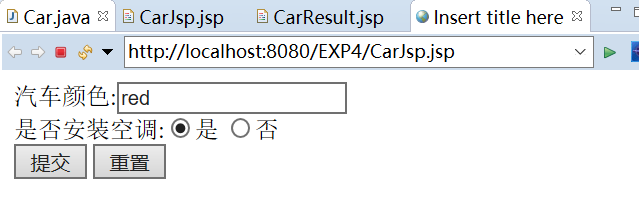 Car.java CarJsp.jsp CarResult.jsp Insert title here
http://localhost:8080/EXP4/CarJsp.jsp
汽车颜色:red
是否安装空调: 是 否
提交 重置